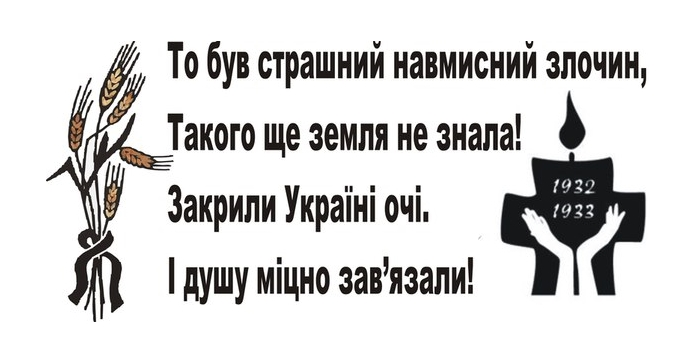 То був страшний навмисний злочин,
Такого ще земля не знала!
Закрили Україні очі.
І душу міцно зав’язали!
1932
1933